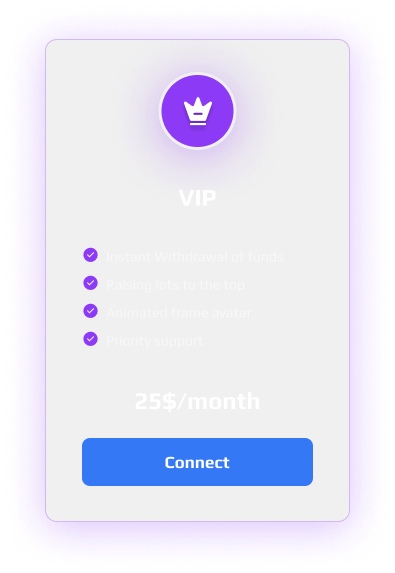 VIP
Instant Withdrawal of funds
Raising lots to the top
Animated frame avatar
Priority support
25$/month
Connect